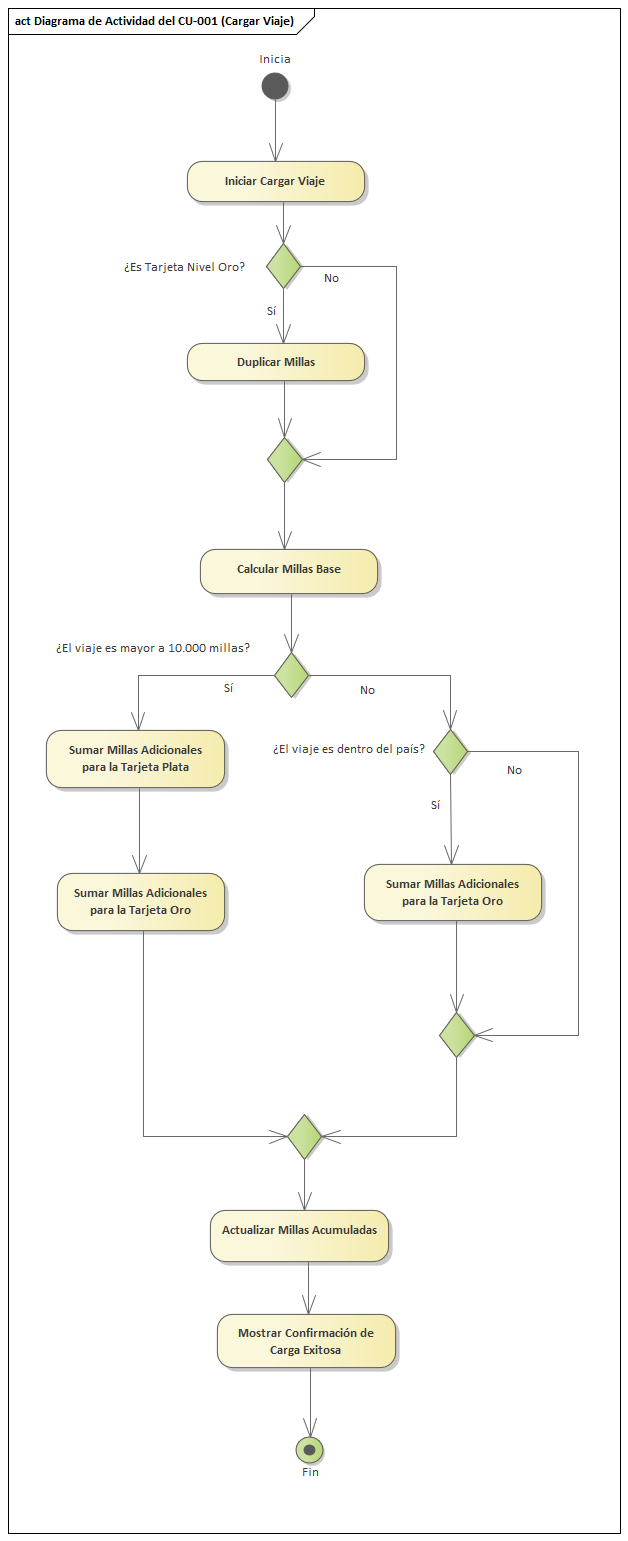 act Diagrama de Actividad del CU-001 (Cargar Viaje)
Inicia
Iniciar Cargar Viaje
¿Es Tarjeta Nivel Oro?
No
Sí
Duplicar Millas
Calcular Millas Base
¿El viaje es mayor a 10.000 millas?
Sí
No
Sumar Millas Adicionales
para la Tarjeta Plata
¿El viaje es dentro del país?
No
Sí
Sumar Millas Adicionales
para la Tarjeta Oro
Sumar Millas Adicionales
para la Tarjeta Oro
Actualizar Millas Acumuladas
Mostrar Confirmación de
Carga Exitosa
Fin